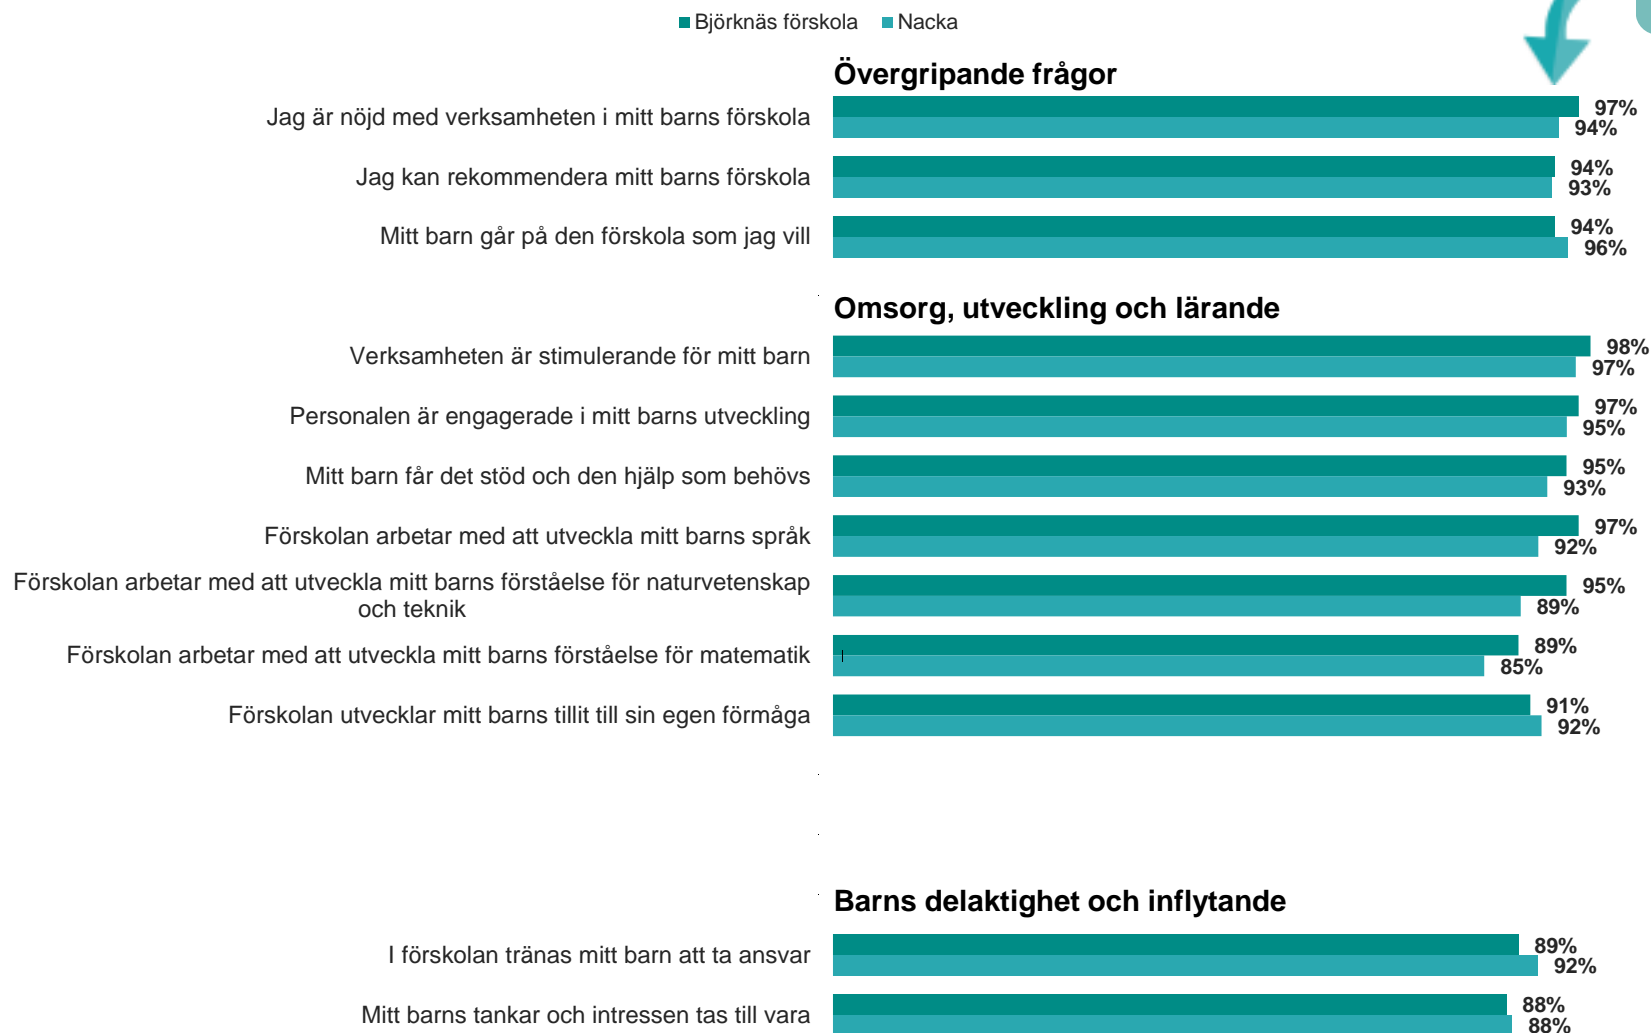 Björknäs förskola Nacka
Övergripande frågor
Jag är nöjd med verksamheten i mitt barns förskola 97%
94%
Jag kan rekommendera mitt barns förskola 94%
93%
Mitt barn går på den förskola som jag vill 94%
96%
Omsorg, utveckling och lärande
Verksamheten är stimulerande för mitt barn 98%
97%
Personalen är engagerade i mitt barns utveckling 97%
95%
Mitt barn får det stöd och den hjälp som behövs 95%
93%
Förskolan arbetar med att utveckla mitt barns språk 97%
92%
Förskolan arbetar med att utveckla mitt barns förståelse för naturvetenskap 95%
och teknik 89%
Förskolan arbetar med att utveckla mitt barns förståelse för matematik 89%
85%
Förskolan utvecklar mitt barns tillit till sin egen förmåga 91%
92%
Barns delaktighet och inflytande
I förskolan tränas mitt barn att ta ansvar 89%
92%
Mitt barns tankar och intressen tas till vara 88%
88%